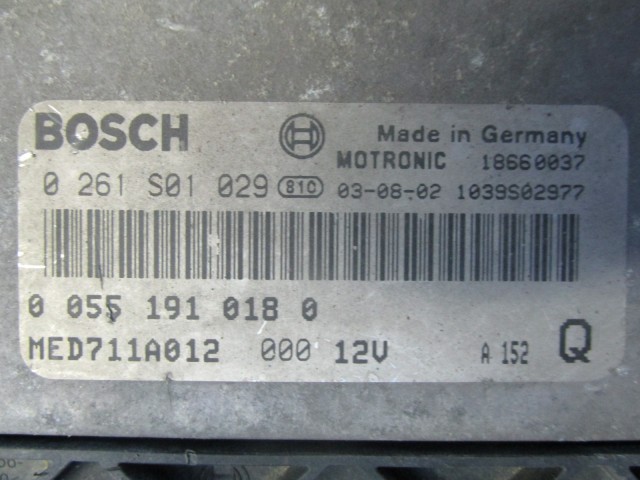 BOSCH Made in Germany
MOTRONIC 18660037
0 261 S01 029 81C 03-08-02 1039S02977
0 055 191 018 0
MED711A012 000 12V A 152 Q